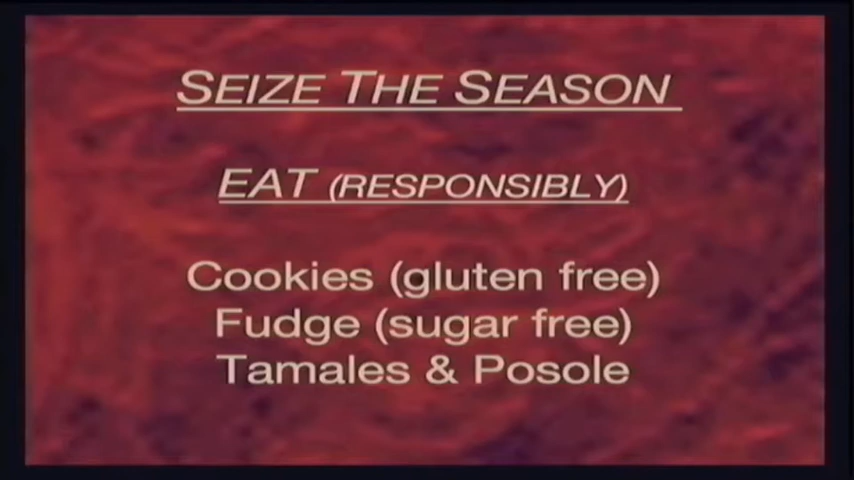 SEIZE THE SEASON
EAT (RESPONSIBLY)
Cookies (gluten free)
Fudge (sugar free)
Tamales & Posole